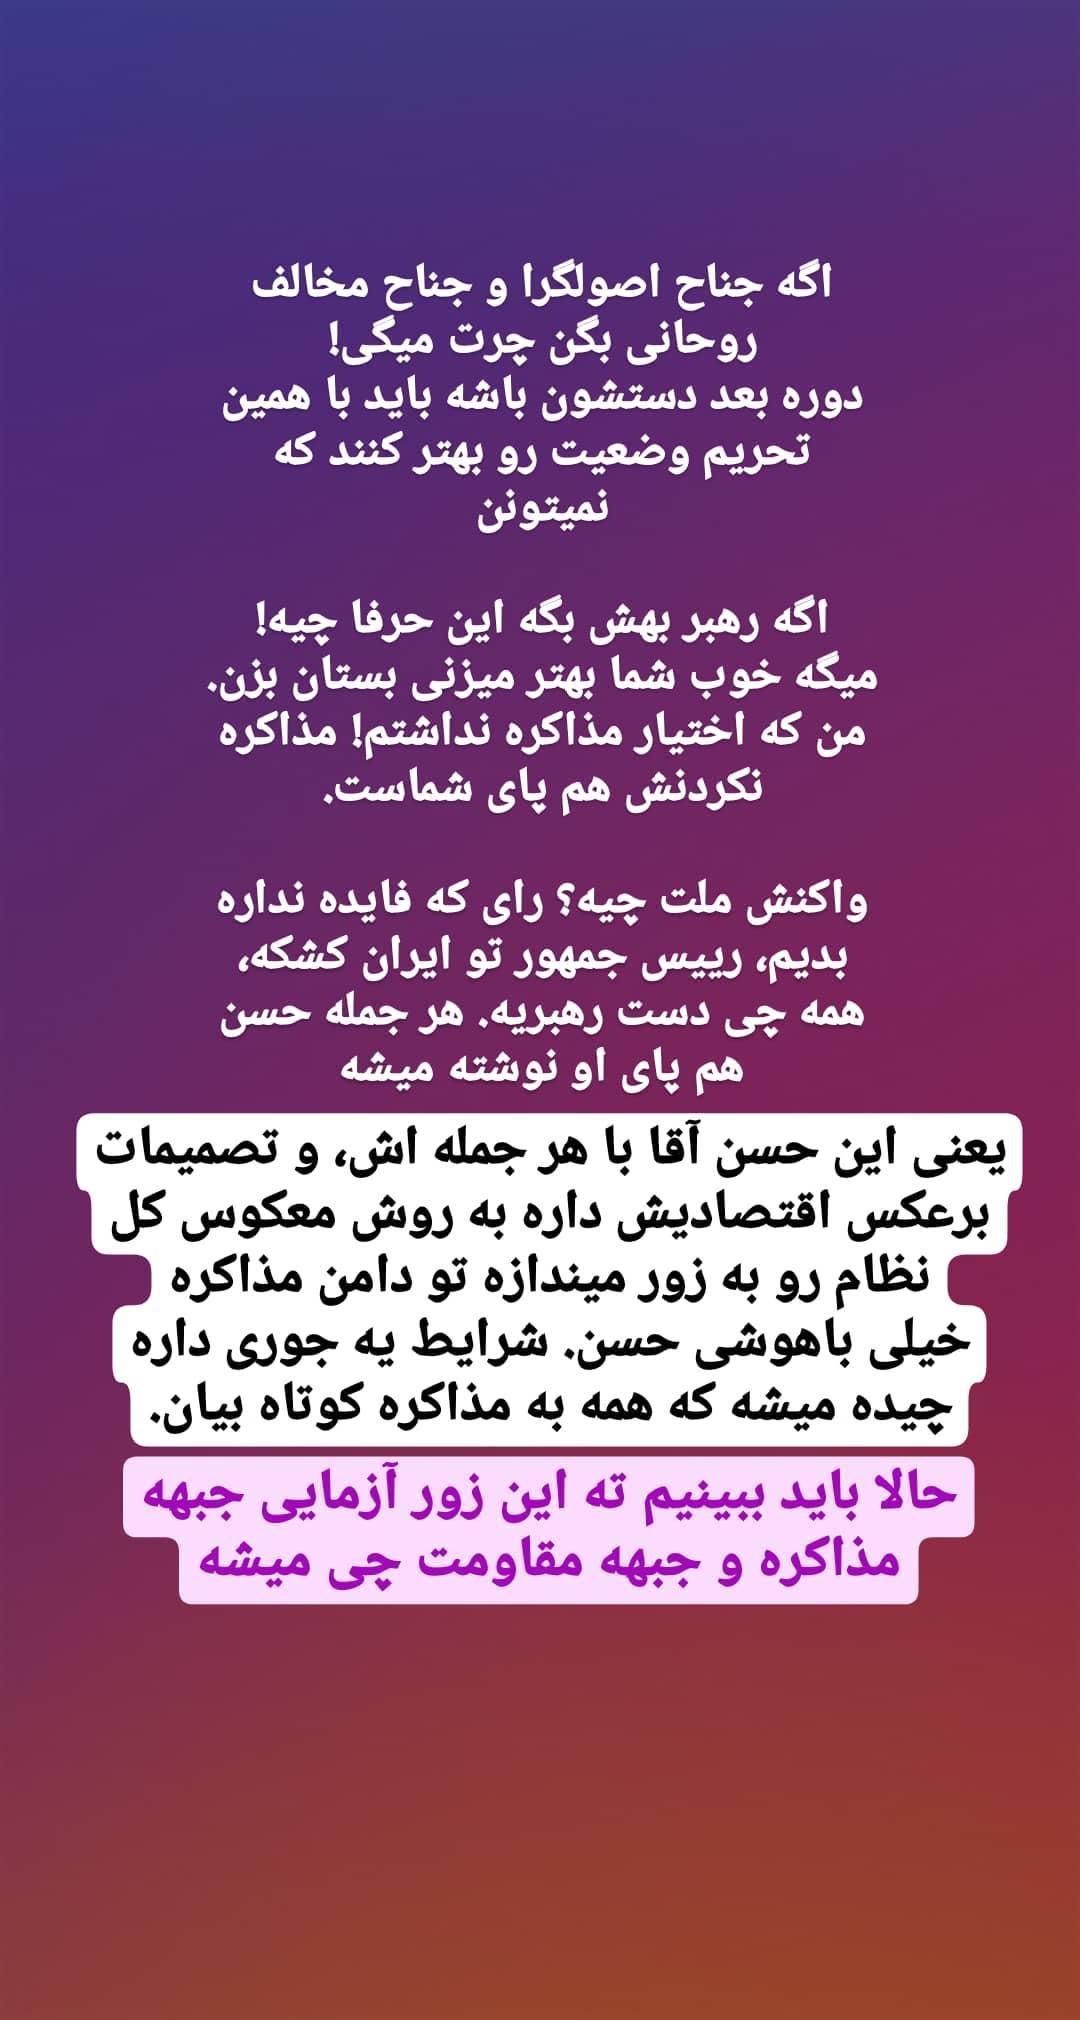 اگه جناح اصولگرا و جناح مخالف
روحانی بگن چرت میگی!
دوره بعد دستشون باشه باید با همین
تحریم وضعیت رو بهتر کنند که
نمیتونن
اگه رهبر بهش بگه این حرفا چیه!
میگه خوب شما بهتر میزنی بستان بزن.
من که اختیار مذاکره نداشتم! مذاکره
نکردنش هم پای شماست.
واکنش ملت چیه؟ رای که فایده نداره
بدیم، رییس جمهور تو ایران کشکه،
همه چی دست رهبریه. هر جمله حسن
هم پای او نوشته میشه
یعنی این حسن آقا با هر جمله اش، و تصمیمات
برعکس اقتصادیش داره به روش معکوس کل
نظام رو به زور میندازه تو دامن مذاکره
خیلی باهوشی حسن. شرایط یه جوری داره
چیده میشه که همه به مذاکره کوتاه بیان.
حالا باید ببینیم ته این زور آزمایی جبهه
مذاکره و جبهه مقاومت چی میشه